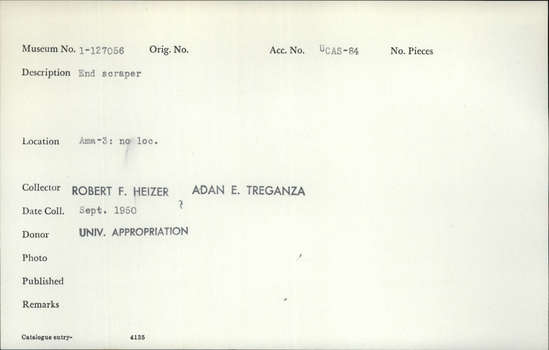 Museum No. 1-127056 Orig. No. Acc. No. UCAS-84 No. Pieces
Description End scraper
Location Ama-3: no loc.
Collector ROBERT F. HEIZER ADAN E. TREGANZA
Date Coll. Sept. 1950 ?
Donor UNIV. APPROPRIATION
Photo
Published
Remarks
Catalogue entry- 4135